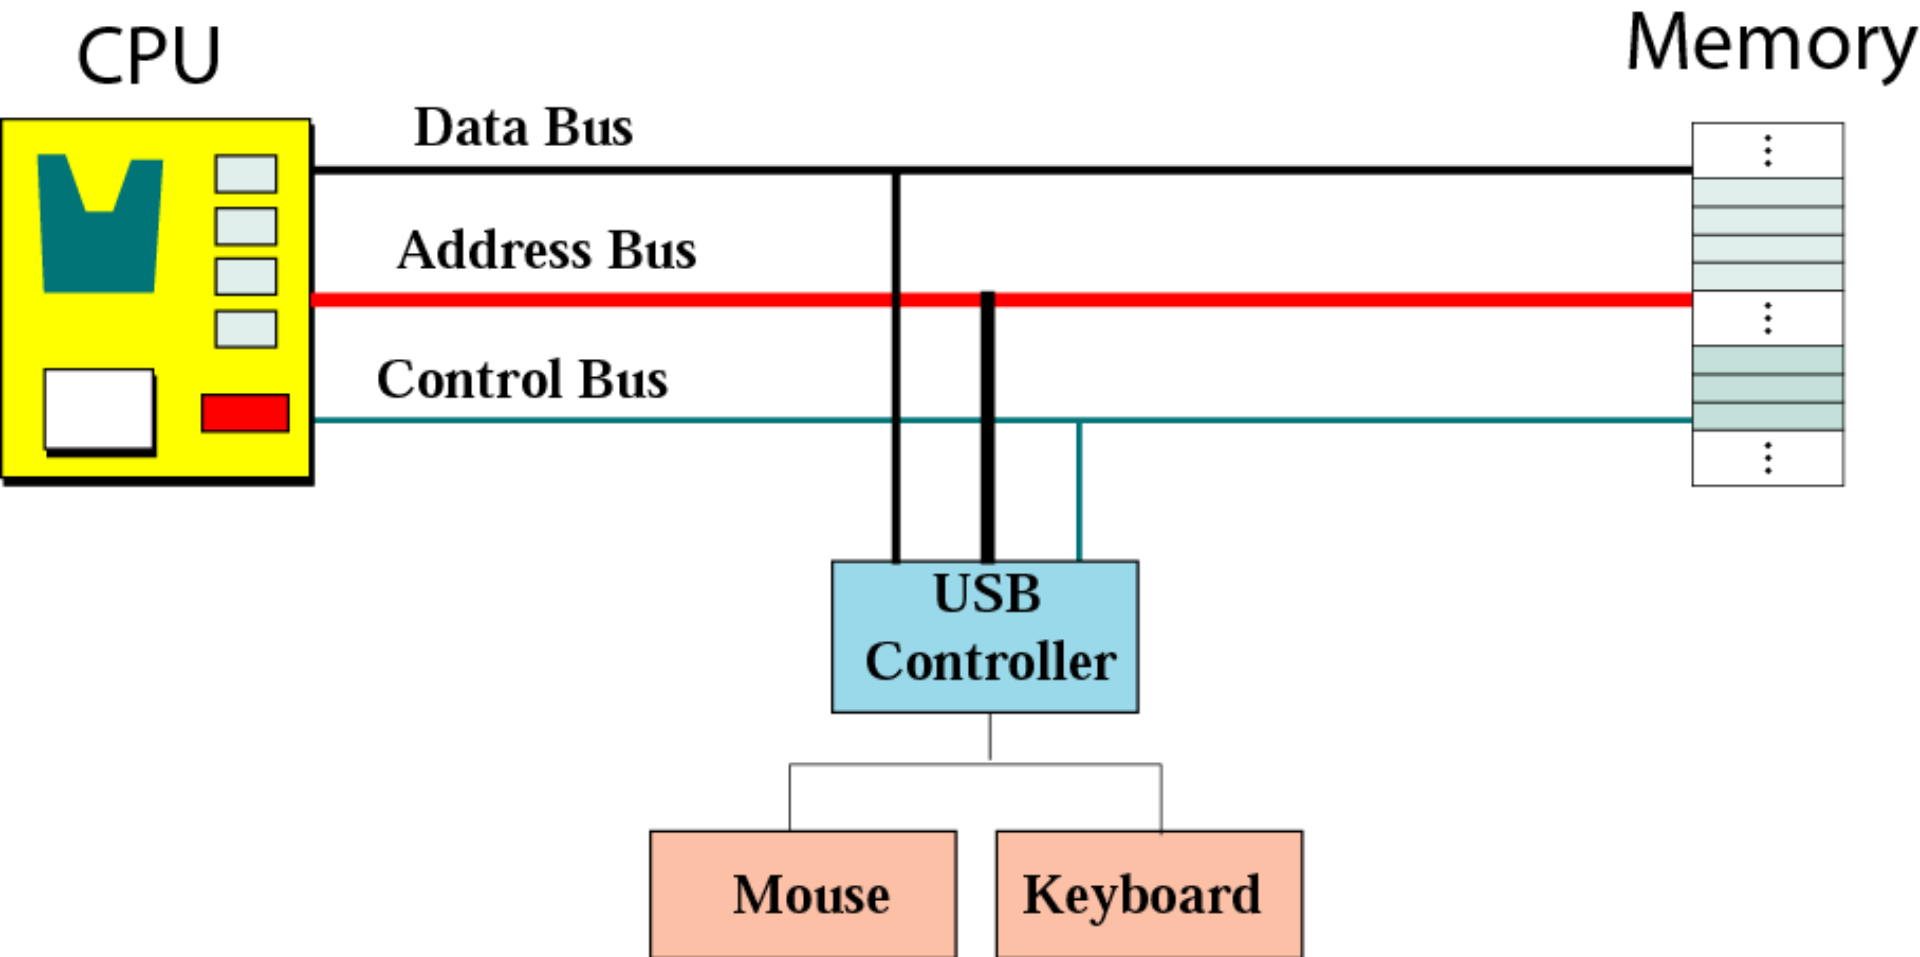 CPU
Memory
Data Bus
Address Bus
Control Bus
USB
Controller
Mouse
Keyboard